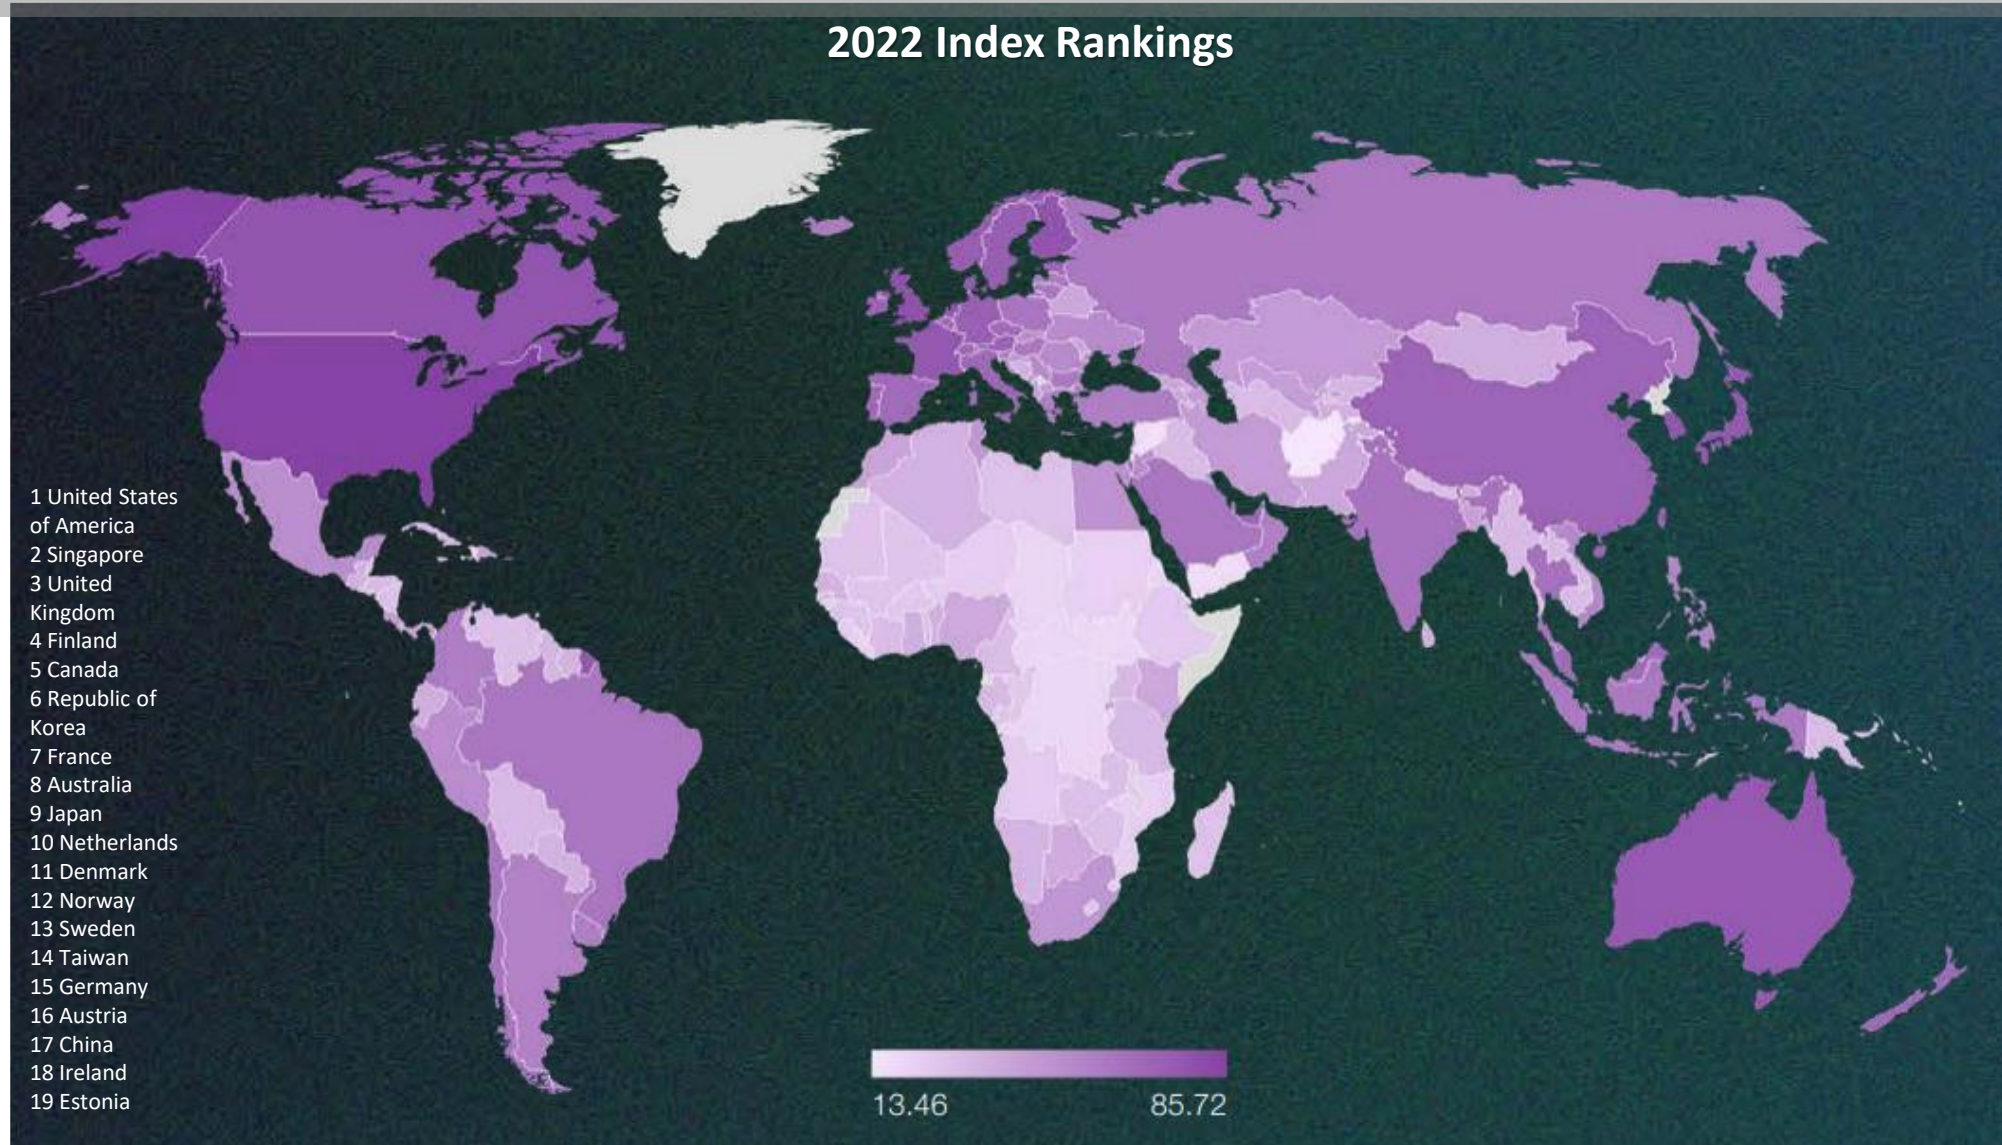 2022 Index Rankings
1 United States
of America
2 Singapore
3 United
Kingdom
4 Finland
5 Canada
6 Republic of
Korea
7 France
8 Australia
9 Japan
10 Netherlands
11 Denmark
12 Norway
13 Sweden
14 Taiwan
15 Germany
16 Austria
17 China
18 Ireland
19 Estonia
13.46
85.72